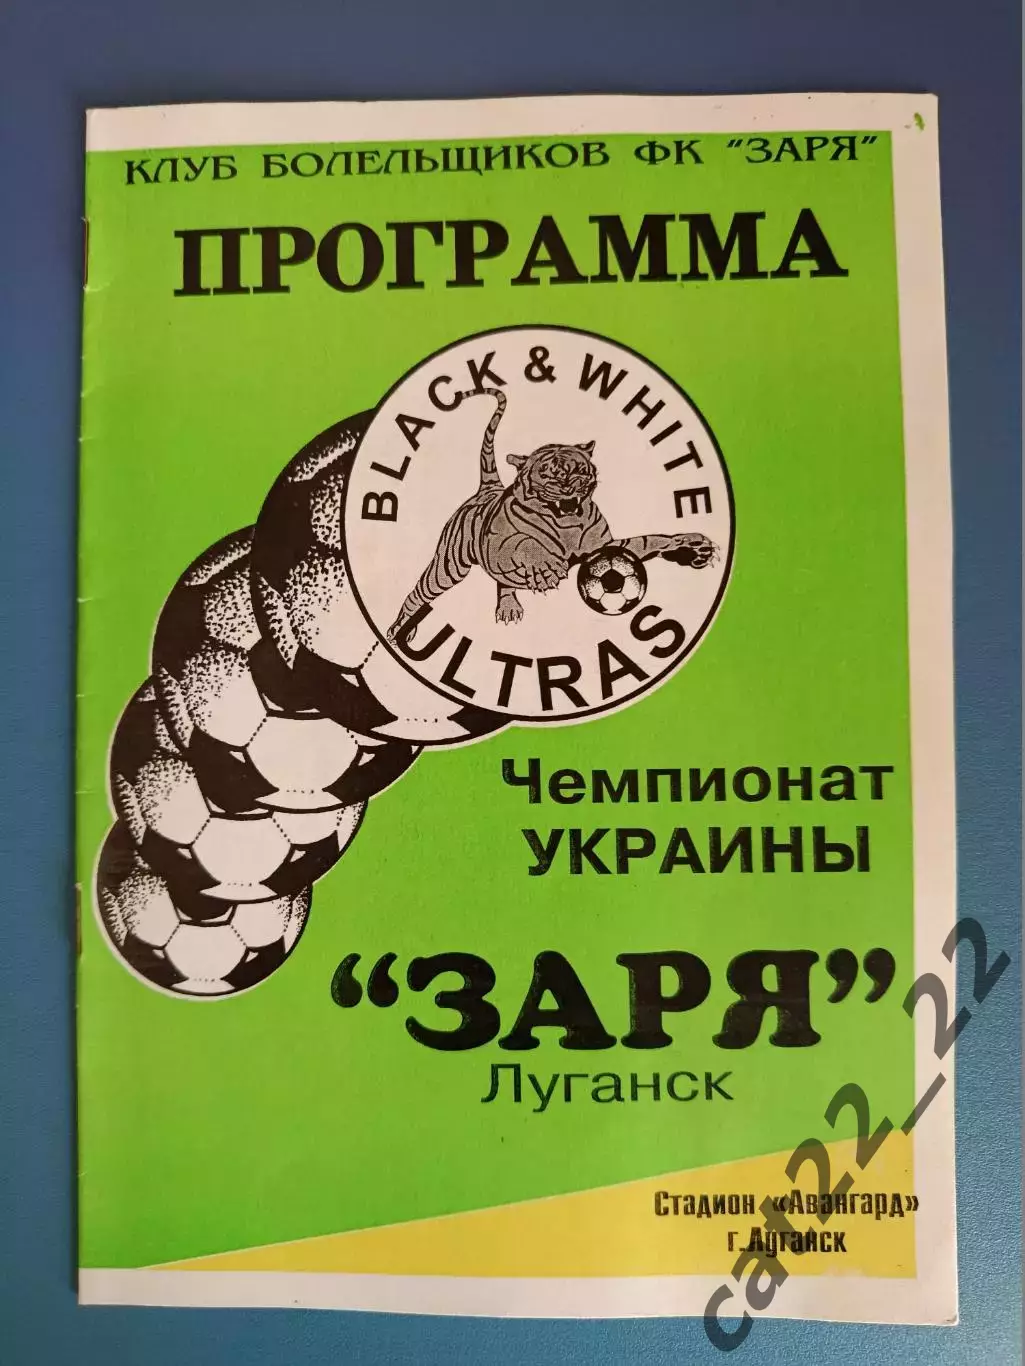 КЛУБ БОЛЕЛЬЩИКОВ ФК "ЗАРЯ"
ПРОГРАММА
BLACK & WHITE
ULTRAS
Чемпионат
УКРАИНЫ
“ЗАРЯ”
Луганск
Стадион «Авангард»
г.Луганск
cat22_22